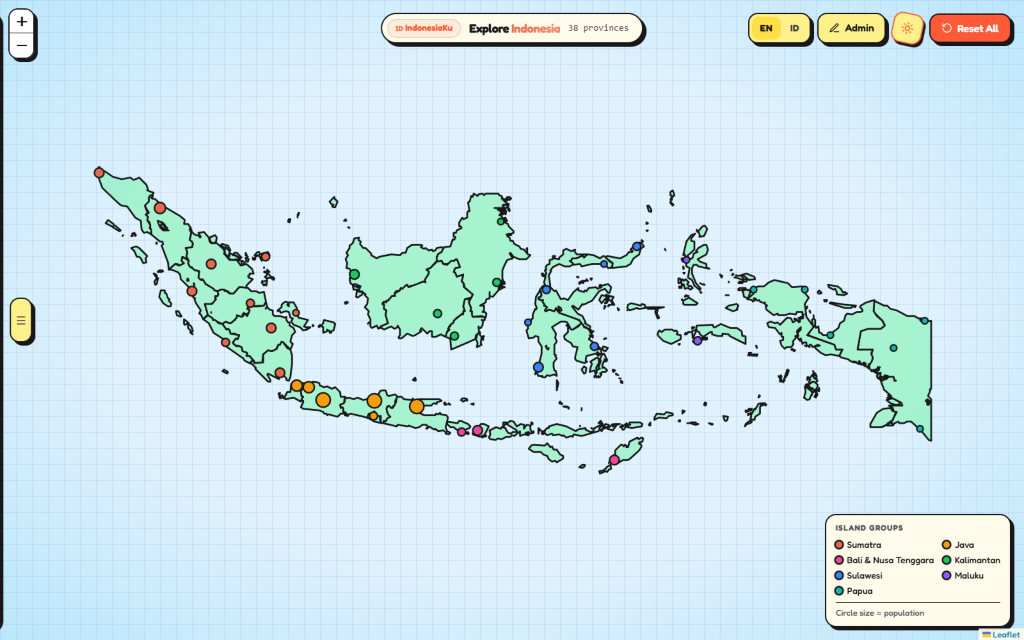 +
−
ID IndonesiaKu Explore Indonesia 38 provinces
EN ID Admin Reset All
ISLAND GROUPS
Sumatra Java
Bali & Nusa Tenggara Kalimantan
Sulawesi Maluku
Papua
Circle size = population
Leaflet